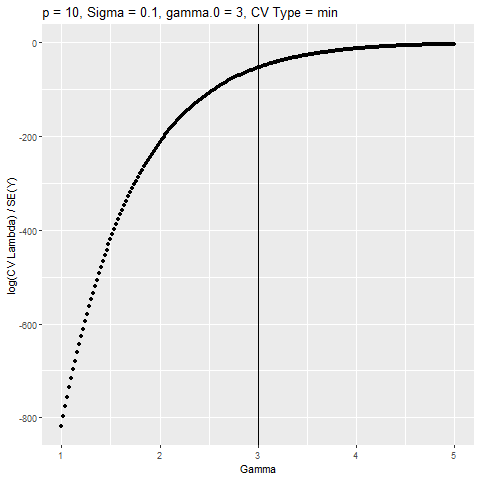 p = 10, Sigma = 0.1, gamma.0 = 3, CV Type = min
0
-200
-400
-600
-800
log(CV Lambda) / SE(Y)
1 2 3 4 5
Gamma